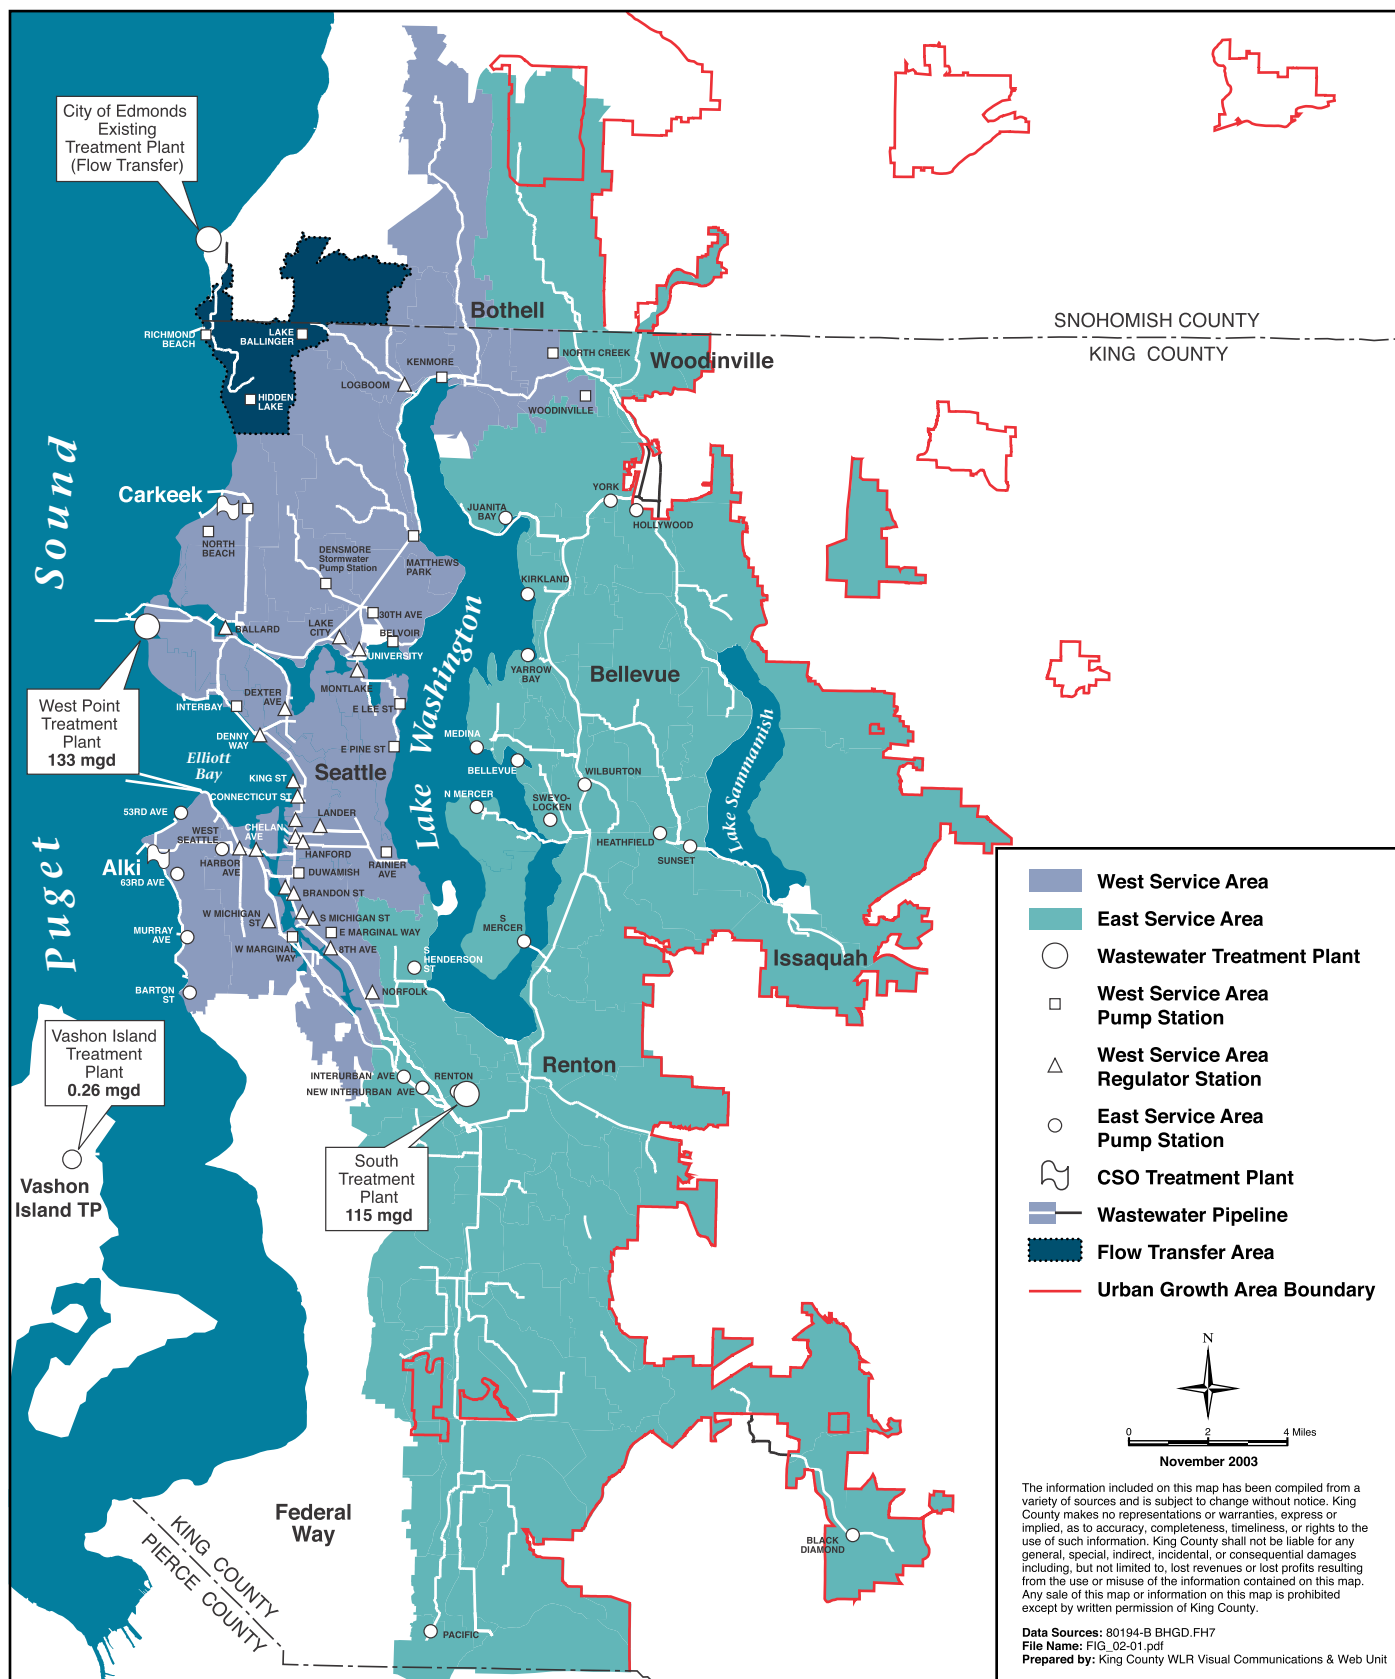 City of Edmonds
Existing
Treatment Plant
(Flow Transfer)
Bothell
SNOHOMISH COUNTY
KING COUNTY
RICHMOND
BEACH
LAKE
BALLINGER
KENMORE
NORTH CREEK
Woodinville
LOGBOOM
HIDDEN
LAKE
WOODINVILLE
Carkeek
NORTH
BEACH
YORK
JUANITA
BAY
HOLLYWOOD
DENSMORE
Stormwater
Pump Station
MATTHEWS
PARK
KIRKLAND
Puget Sound
Lake Washington
30TH AVE
BALLARD
LAKE
CITY
BELVOIR
UNIVERSITY
YARROW
BAY
Bellevue
MONTLAKE
West Point
Treatment
Plant
133 mgd
INTERBAY
DEXTER
AVE
E LEE ST
DENNY
WAY
MEDINA
E PINE ST
Elliott
Bay
Seattle
BELLEVUE
KING ST
WILBURTON
Lake Sammamish
CONNECTICUT ST
N MERCER
SWEYO-
LOCKEN
53RD AVE
LANDER
WEST
SEATTLE
CHELAN
AVE
HEATHFIELD
SUNSET
HANFORD
Alki
HARBOR
AVE
RAINIER
AVE
DUWAMISH
63RD AVE
BRANDON ST
W MICHIGAN
ST
S MICHIGAN ST
S
MERCER
MURRAY
AVE
E MARGINAL WAY
W MARGINAL
WAY
8TH AVE
S
HENDERSON
ST
Issaquah
BARTON
ST
NORFOLK
Vashon Island
Treatment
Plant
0.26 mgd
Renton
INTERURBAN AVE
RENTON
NEW INTERURBAN AVE
South
Treatment
Plant
115 mgd
Vashon
Island TP
Federal
Way
KING COUNTY
PIERCE COUNTY
BLACK
DIAMOND
PACIFIC
West Service Area
East Service Area
Wastewater Treatment Plant
West Service Area
Pump Station
West Service Area
Regulator Station
East Service Area
Pump Station
CSO Treatment Plant
Wastewater Pipeline
Flow Transfer Area
Urban Growth Area Boundary
N
0 2 4 Miles
November 2003
The information included on this map has been compiled from a
variety of sources and is subject to change without notice. King
County makes no representations or warranties, express or
implied, as to accuracy, completeness, timeliness, or rights to the
use of such information. King County shall not be liable for any
general, special, indirect, incidental, or consequential damages
including, but not limited to, lost revenues or lost profits resulting
from the use or misuse of the information contained on this map.
Any sale of this map or information on this map is prohibited
except by written permission of King County.
Data Sources: 80194-B BHGD.FH7
File Name: FIG_02-01.pdf
Prepared by: King County WLR Visual Communications & Web Unit